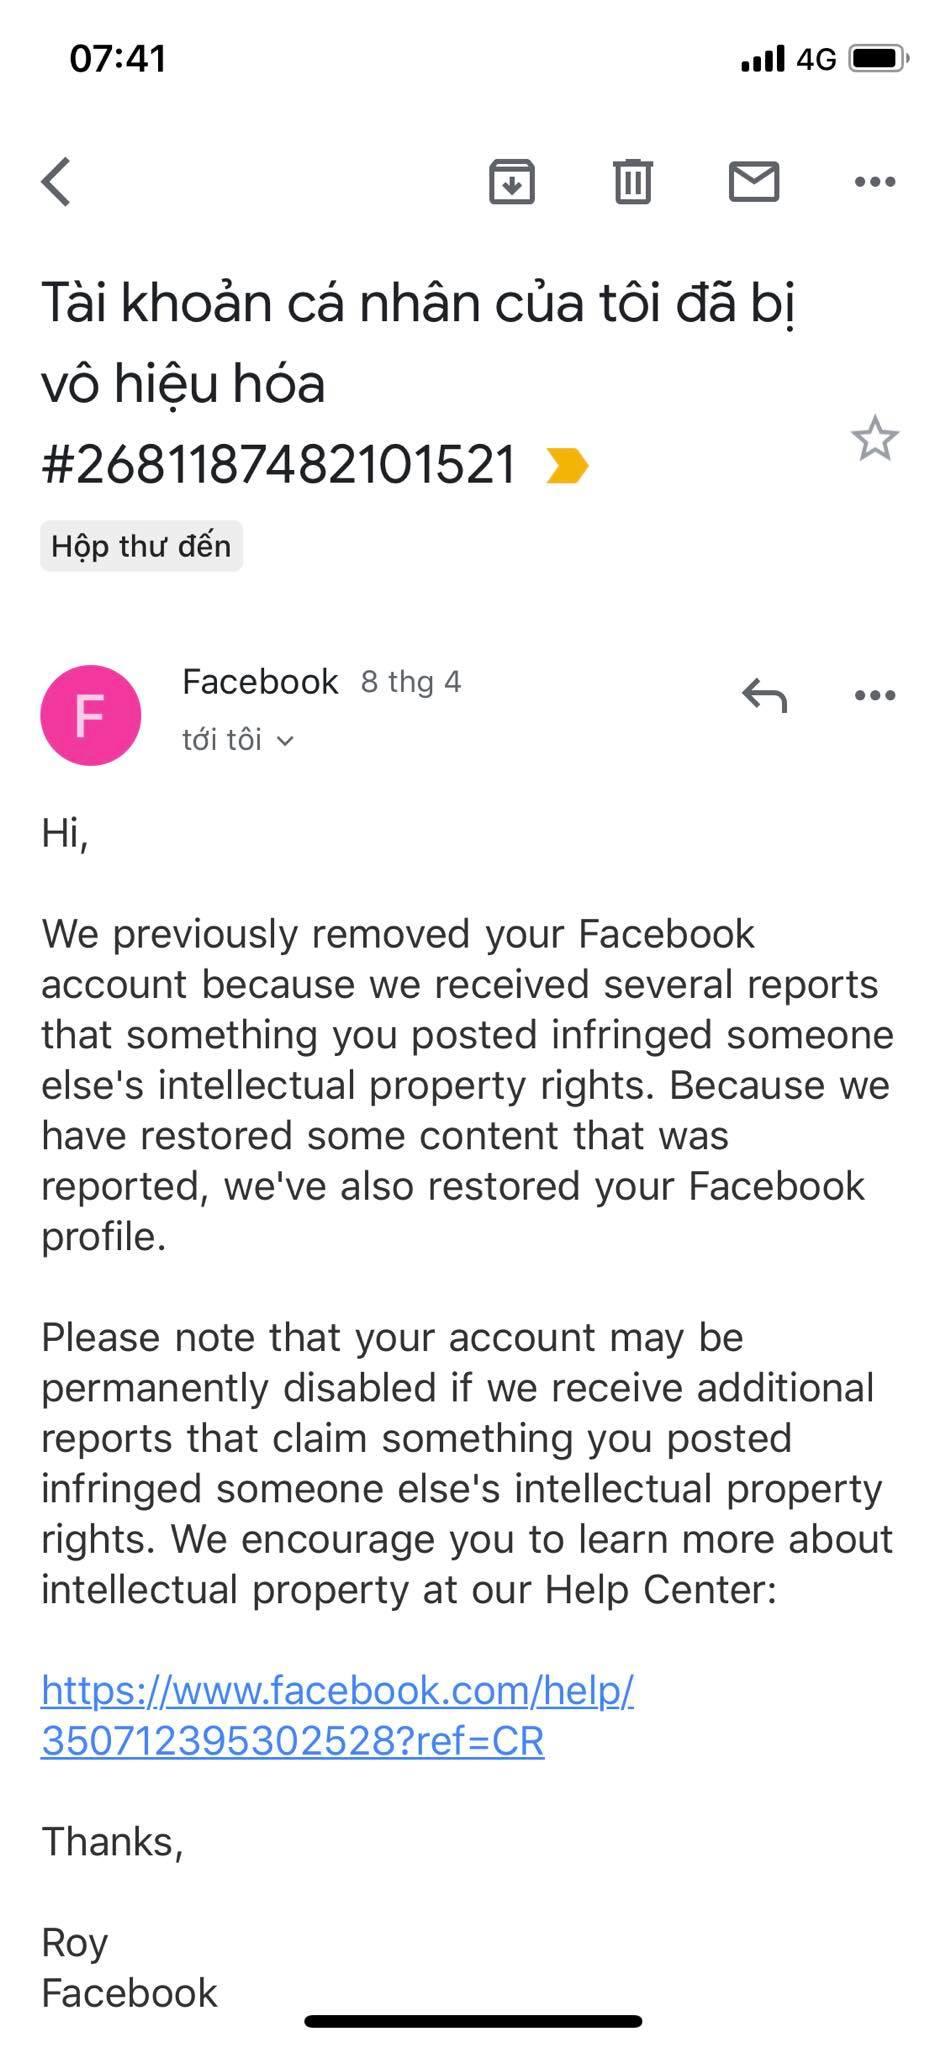 07:41
4G
Tài khoản cá nhân của tôi đã bị
vô hiệu hóa
#2681187482101521
Hộp thư đến
F
Facebook 8 thg 4
tới tôi
Hi,
We previously removed your Facebook
account because we received several reports
that something you posted infringed someone
else's intellectual property rights. Because we
have restored some content that was
reported, we've also restored your Facebook
profile.
Please note that your account may be
permanently disabled if we receive additional
reports that claim something you posted
infringed someone else's intellectual property
rights. We encourage you to learn more about
intellectual property at our Help Center:
https://www.facebook.com/help/
350712395302528?ref=CR
Thanks,
Roy
Facebook